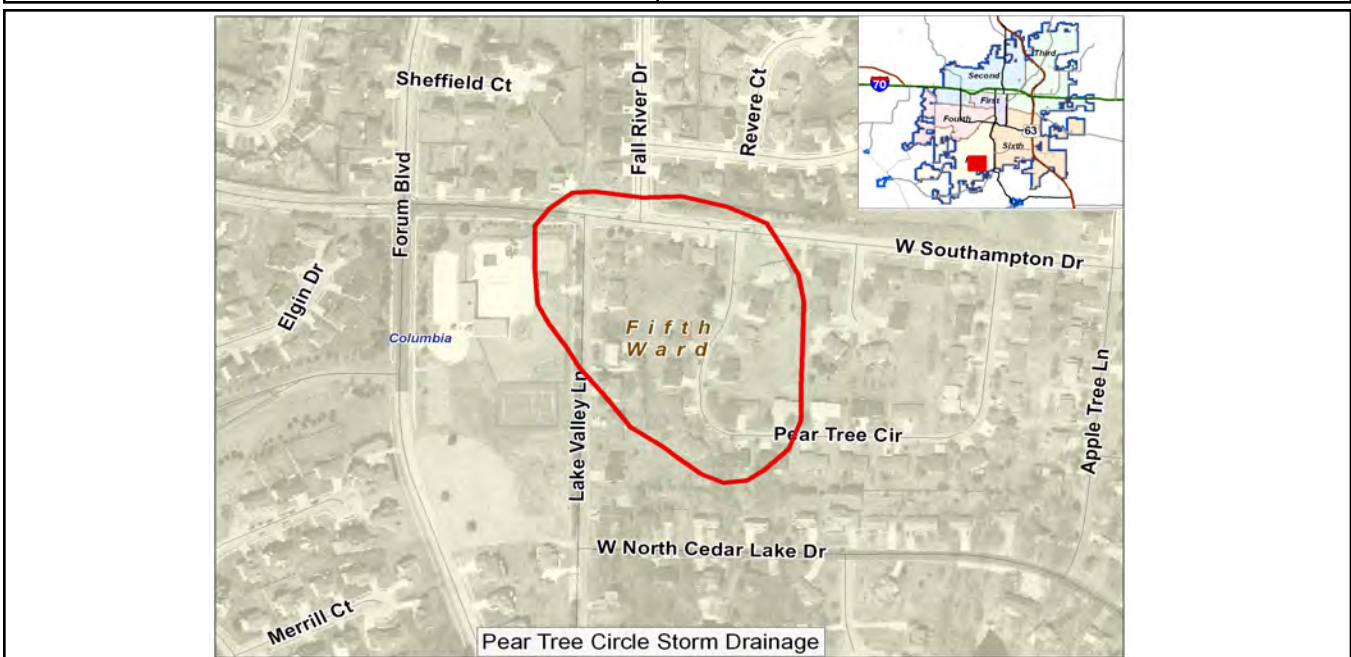 Sheffield Ct
Forum Blvd
Fall River Dr
Revere Ct
Third
Second
70
First
Fourth
63
Sixth
W Southampton Dr
Elgin Dr
Columbia
Fifth
Ward
Lake Valley Ln
Pear Tree Cir
Apple Tree Ln
W North Cedar Lake Dr
Merrill Ct
Pear Tree Circle Storm Drainage